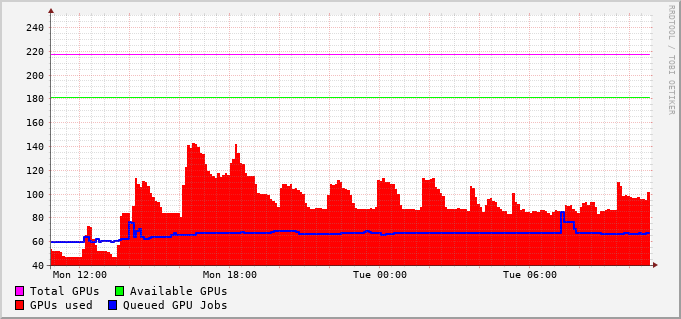 RRDTOOL / TOBI OETIKER
240
220
200
180
160
140
120
100
80
60
40
Mon 12:00 Mon 18:00 Tue 00:00 Tue 06:00
Total GPUs Available GPUs
GPUs used Queued GPU Jobs